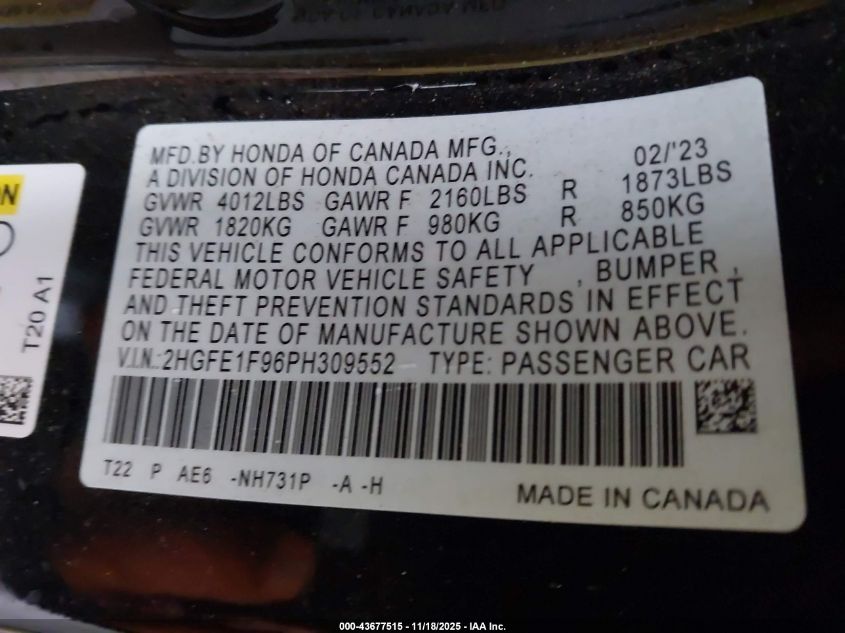 MFD.BY HONDA OF CANADA MFG., 02/'23
A DIVISION OF HONDA CANADA INC.
GVWR 4012LBS GAWR F 2160LBS R 1873LBS
GVWR 1820KG GAWR F 980KG R 850KG
THIS VEHICLE CONFORMS TO ALL APPLICABLE
FEDERAL MOTOR VEHICLE SAFETY , BUMPER ,
AND THEFT PREVENTION STANDARDS IN EFFECT
ON THE DATE OF MANUFACTURE SHOWN ABOVE.
V.I.N.:2HGFE1F96PH309552 TYPE: PASSENGER CAR
T22 P AE6 -NH731P -A -H
MADE IN CANADA
T20 A1
000-43677515 - 11/18/2025 - IAA Inc.